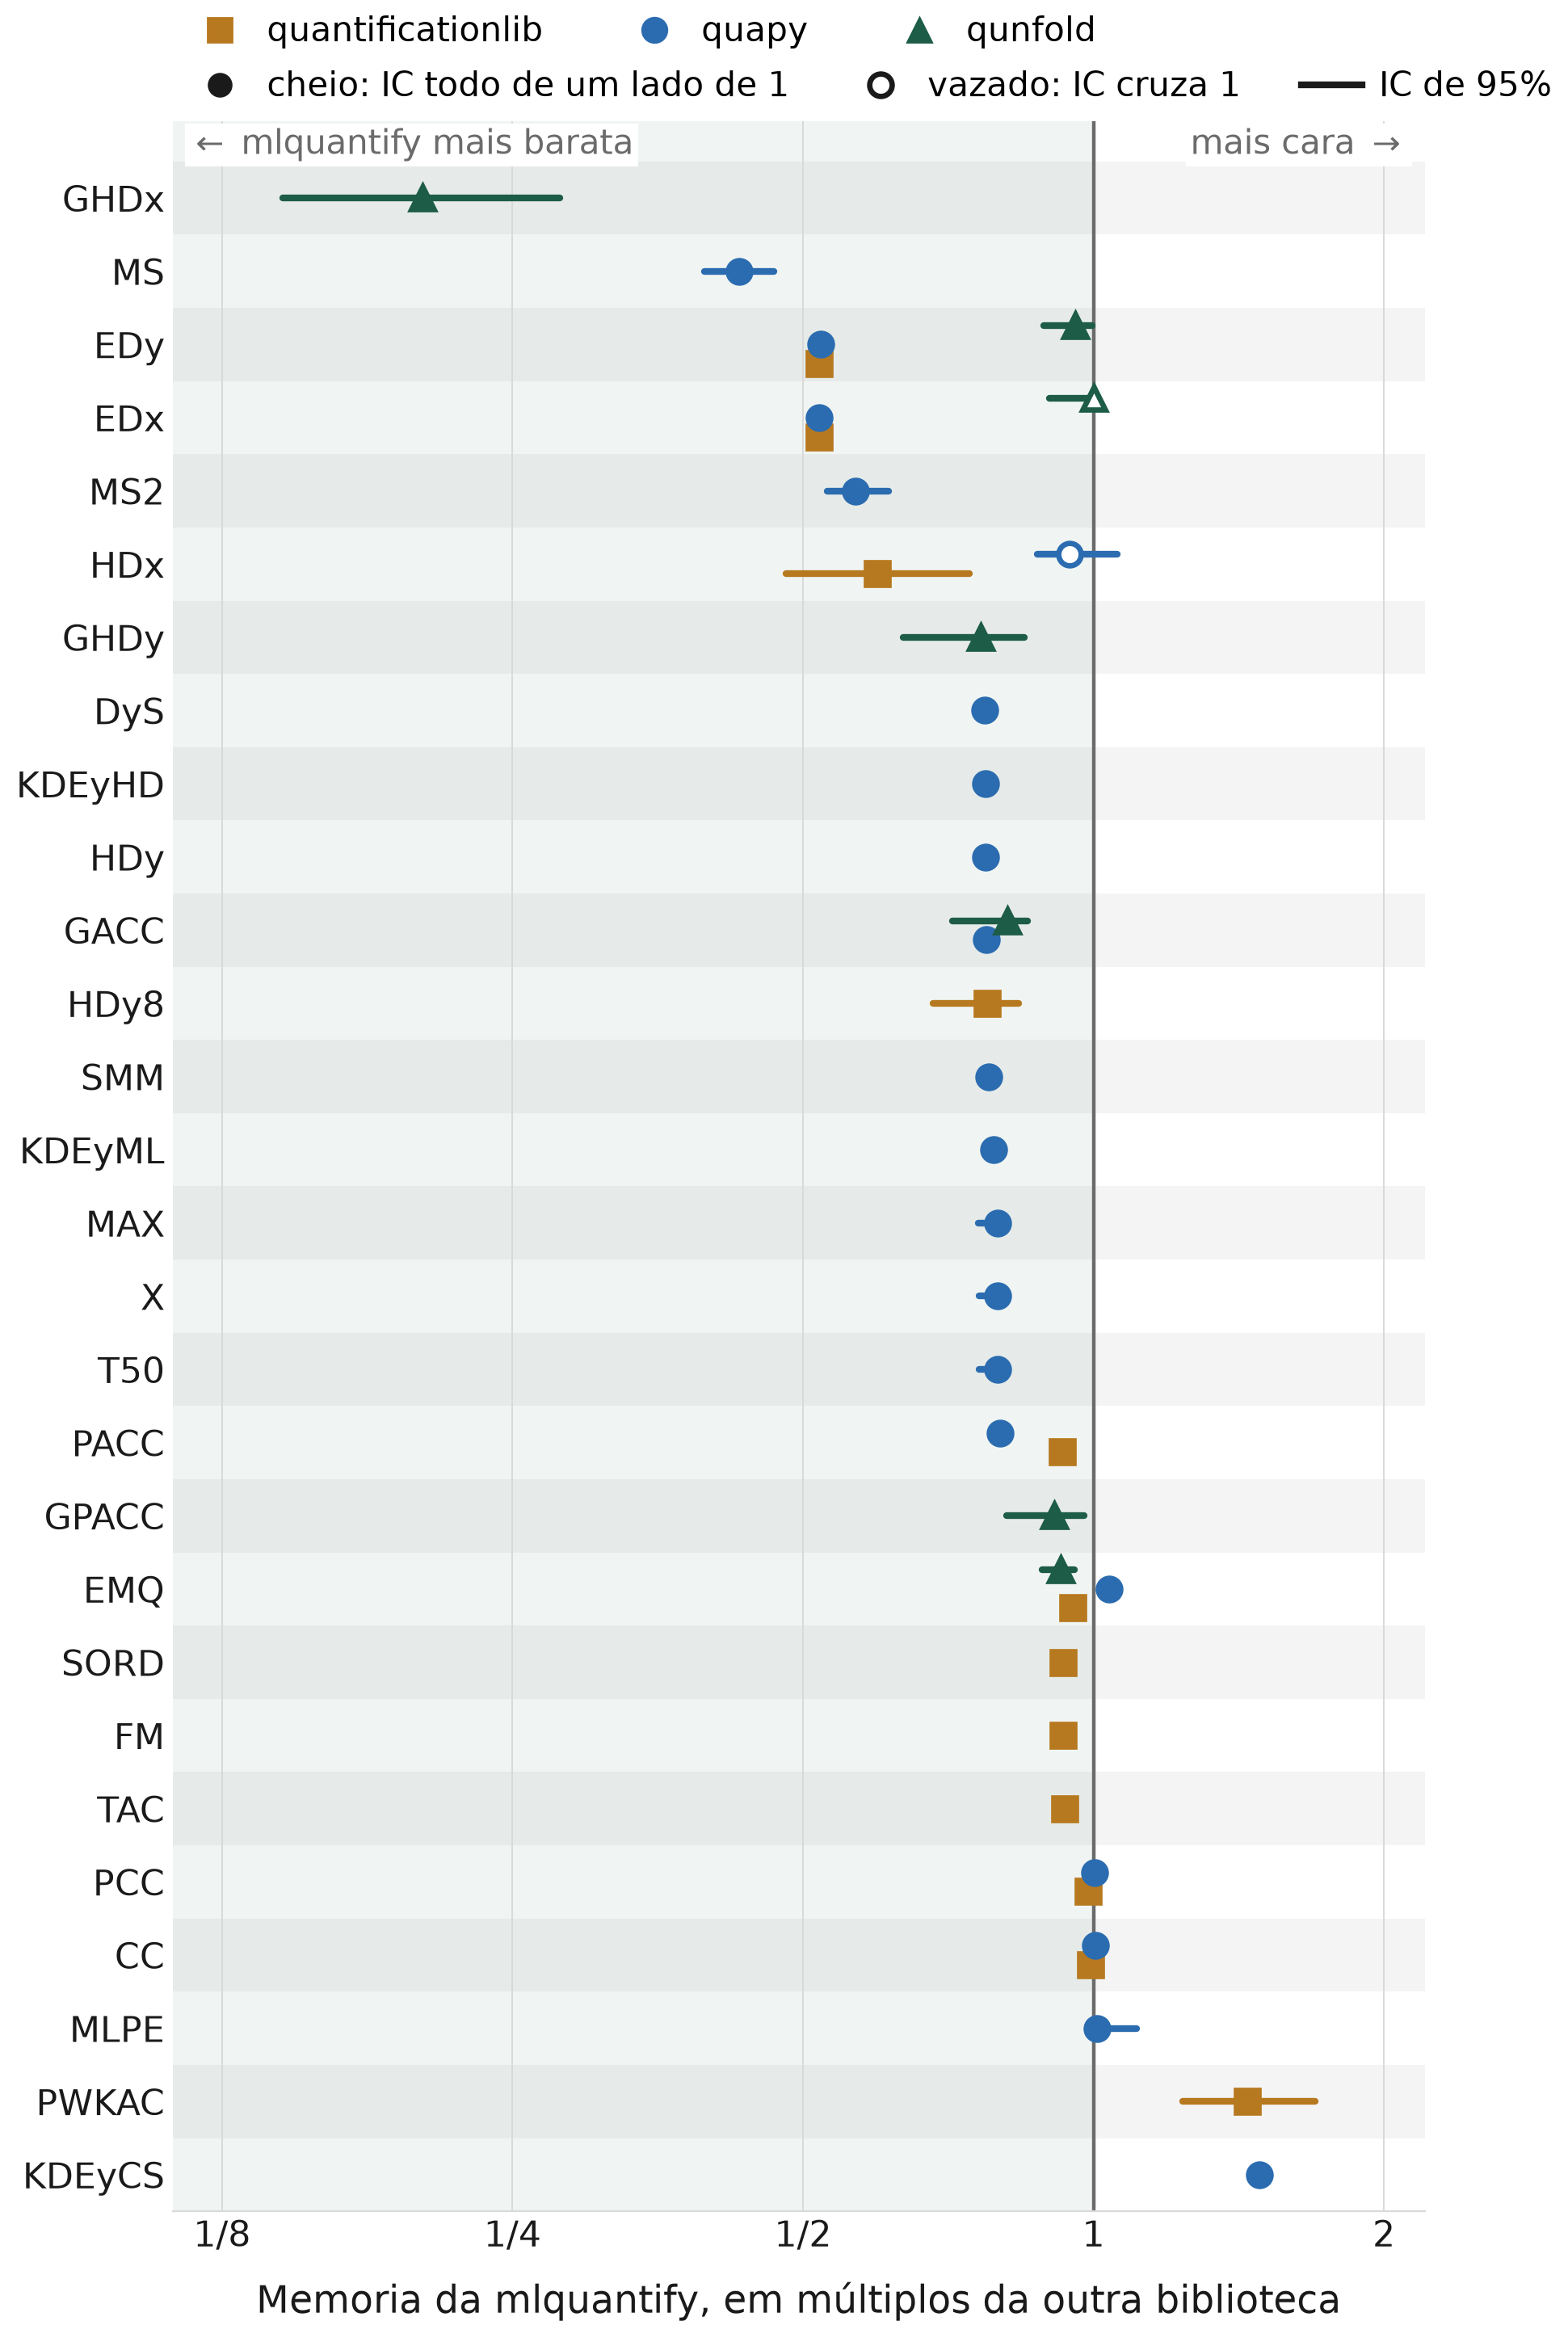 quantificationlib quapy qunfold
cheio: IC todo de um lado de 1 vazado: IC cruza 1 IC de 95%
← mlquantify mais barata mais cara →
GHDx
MS
EDy
EDx
MS2
HDx
GHDy
DyS
KDEyHD
HDy
GACC
HDy8
SMM
KDEyML
MAX
X
T50
PACC
GPACC
EMQ
SORD
FM
TAC
PCC
CC
MLPE
PWKAC
KDEyCS
1/8 1/4 1/2 1 2
Memoria da mlquantify, em múltiplos da outra biblioteca